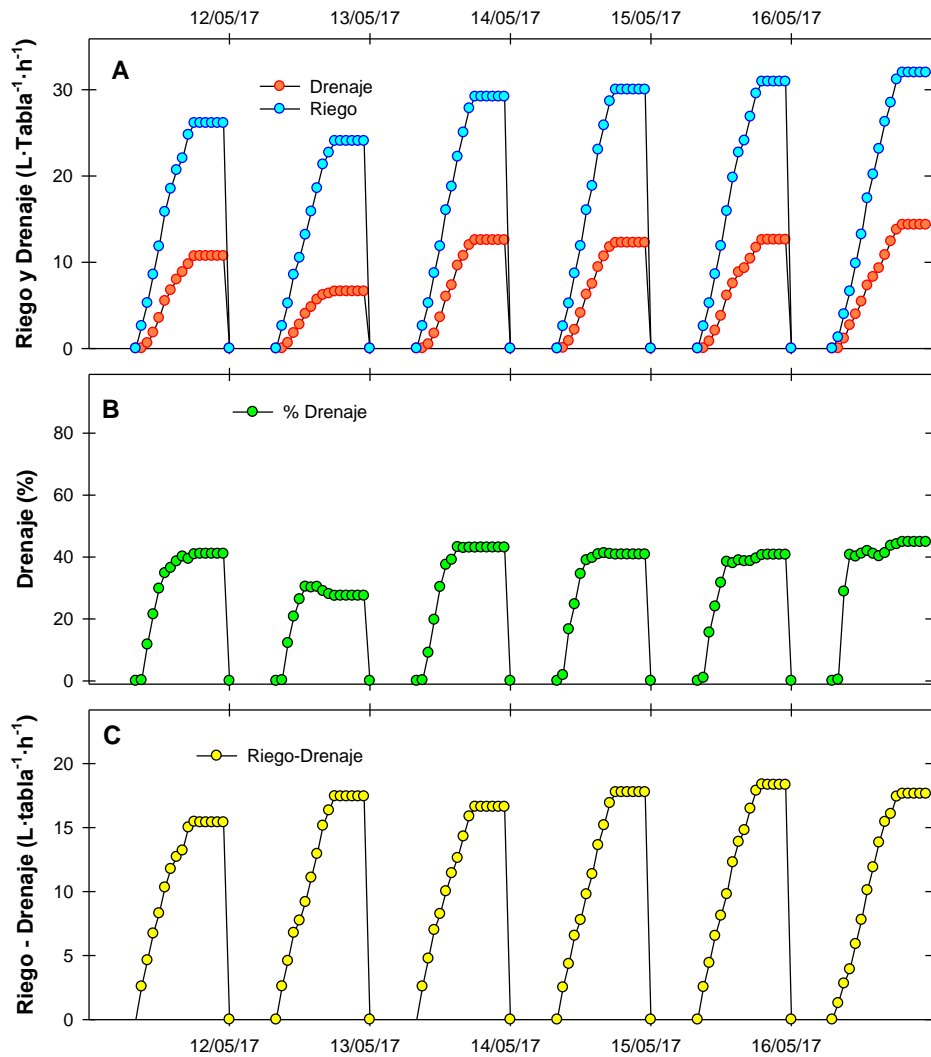 12/05/17 13/05/17 14/05/17 15/05/17 16/05/17
A
Drenaje
Riego
Riego y Drenaje (L·Tabla⁻¹·h⁻¹)
30
20
10
0
B
% Drenaje
Drenaje (%)
80
60
40
20
0
C
Riego-Drenaje
Riego - Drenaje (L·tabla⁻¹·h⁻¹)
20
15
10
5
0
12/05/17 13/05/17 14/05/17 15/05/17 16/05/17